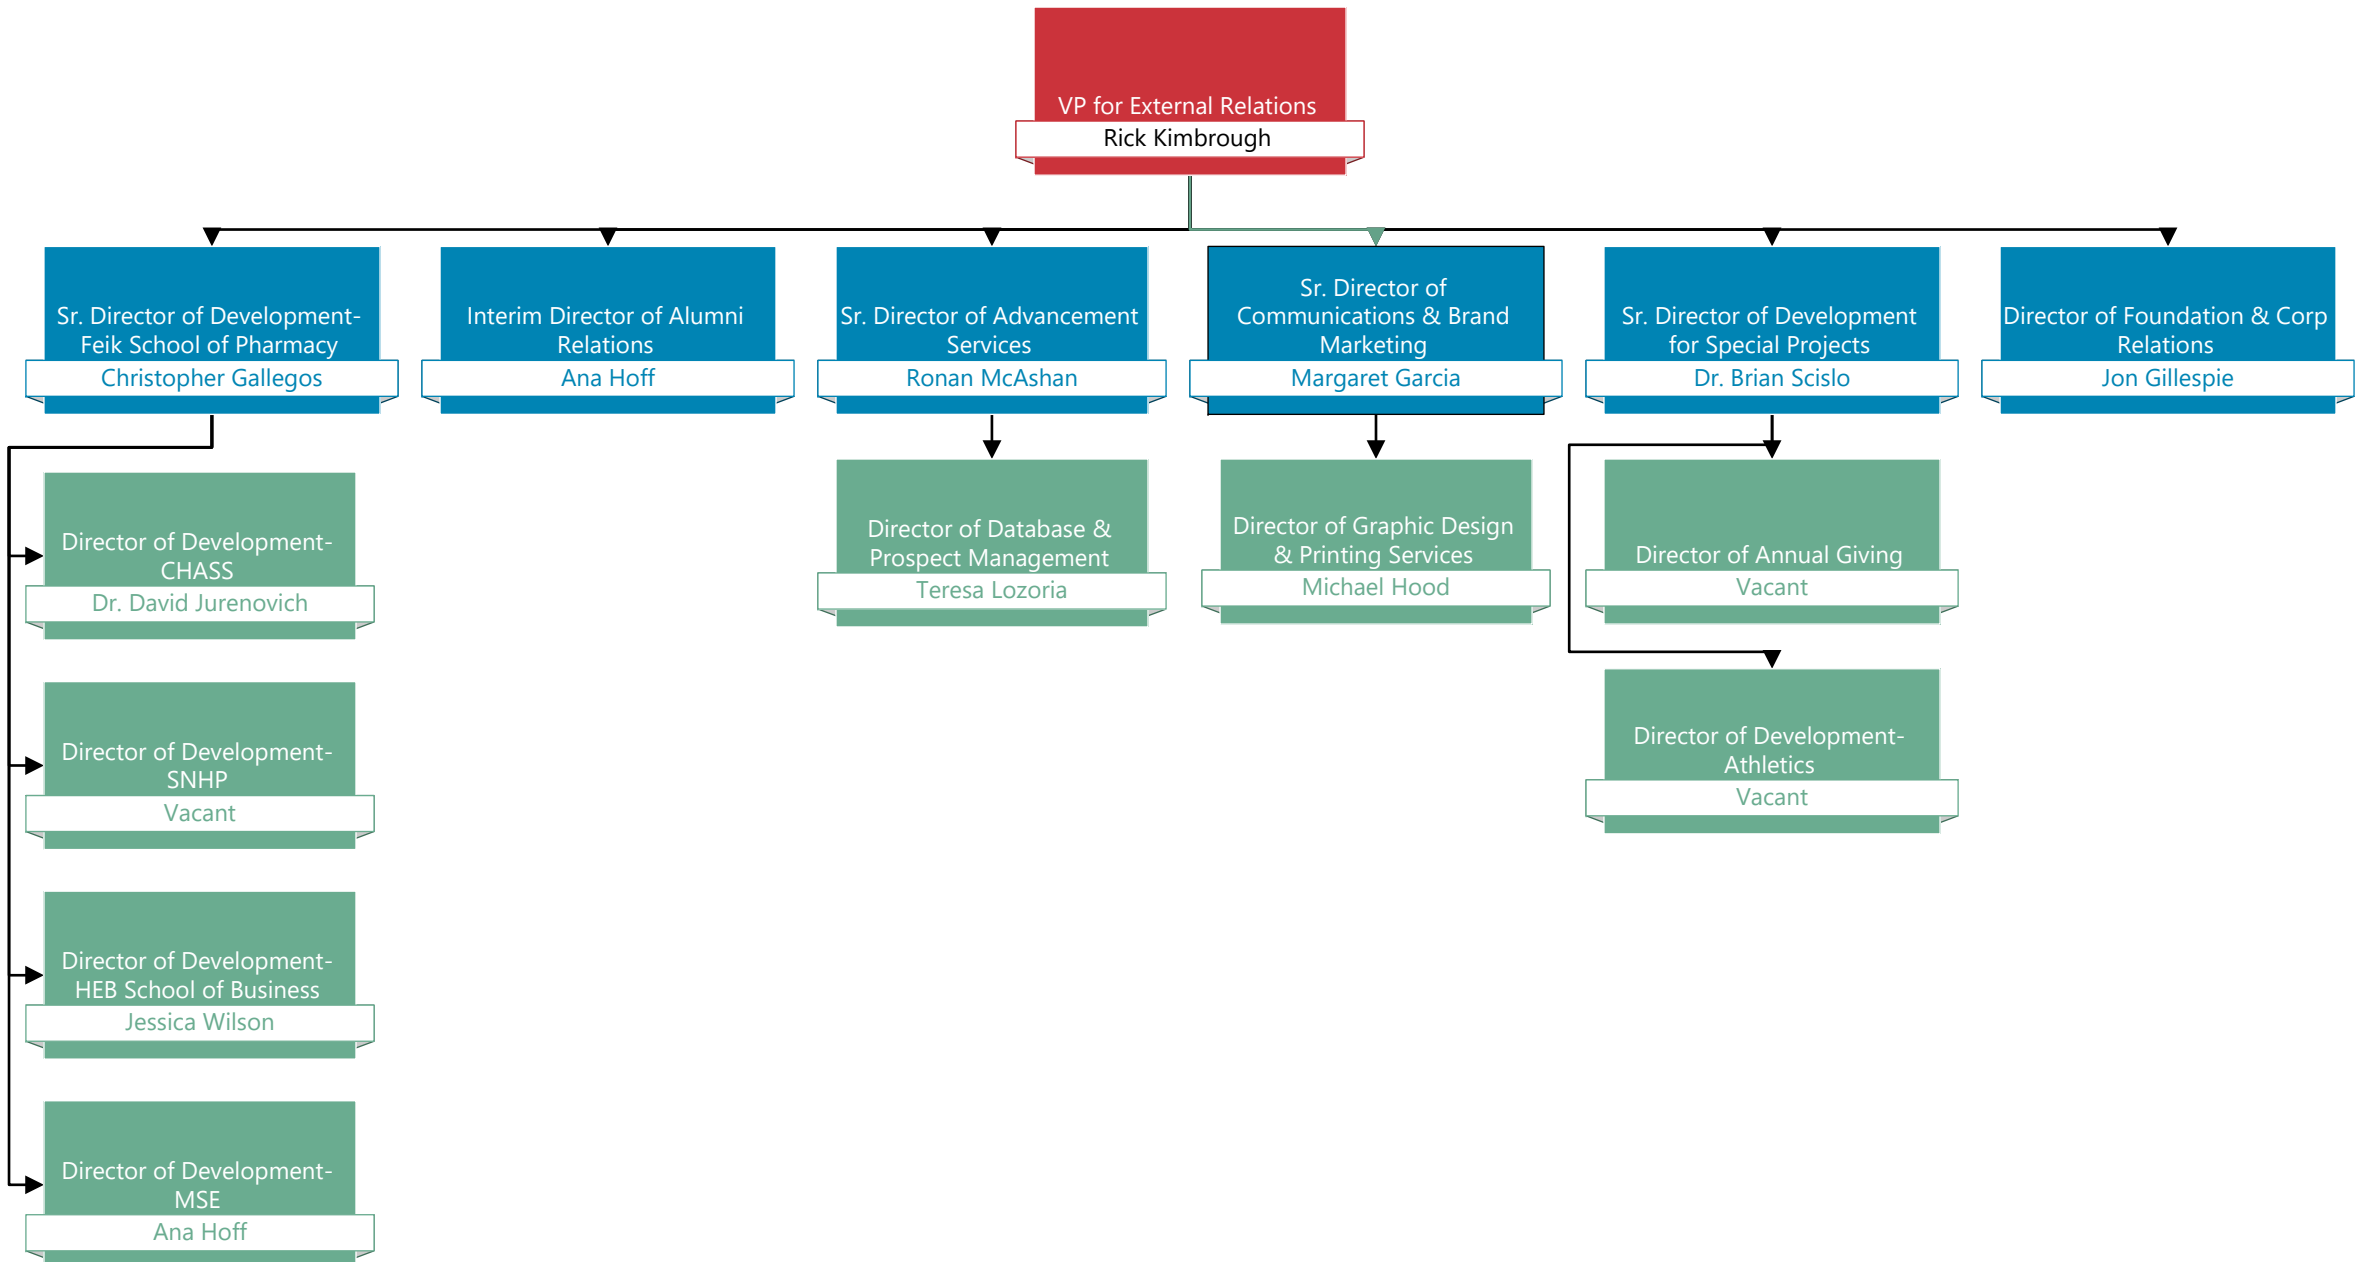 VP for External Relations
Rick Kimbrough
Sr. Director of Development-
Feik School of Pharmacy
Christopher Gallegos
Interim Director of Alumni
Relations
Ana Hoff
Sr. Director of Advancement
Services
Ronan McAshan
Sr. Director of
Communications & Brand
Marketing
Margaret Garcia
Sr. Director of Development
for Special Projects
Dr. Brian Scislo
Director of Foundation & Corp
Relations
Jon Gillespie
Director of Development-
CHASS
Dr. David Jurenovich
Director of Database &
Prospect Management
Teresa Lozoria
Director of Graphic Design
& Printing Services
Michael Hood
Director of Annual Giving
Vacant
Director of Development-
SNHP
Vacant
Director of Development-
Athletics
Vacant
Director of Development-
HEB School of Business
Jessica Wilson
Director of Development-
MSE
Ana Hoff